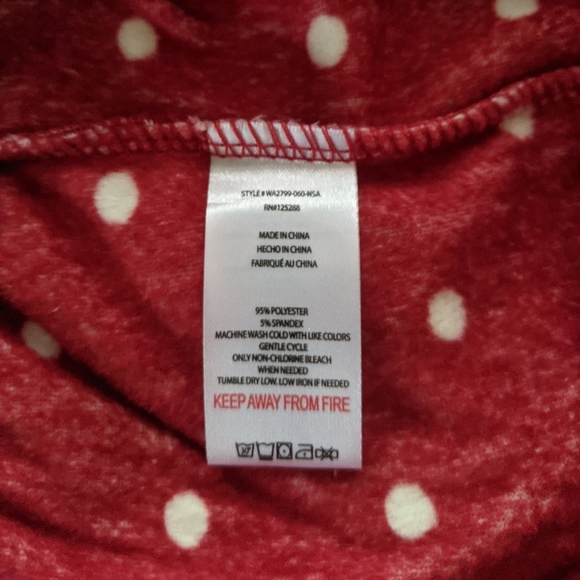 STYLE # WA2799-060-NSA
RN#125288
MADE IN CHINA
HECHO IN CHINA
FABRIQUÉ AU CHINA
95% POLYESTER
5% SPANDEX
MACHINE WASH COLD WITH LIKE COLORS
GENTLE CYCLE
ONLY NON-CHLORINE BLEACH
WHEN NEEDED
TUMBLE DRY LOW. LOW IRON IF NEEDED
KEEP AWAY FROM FIRE